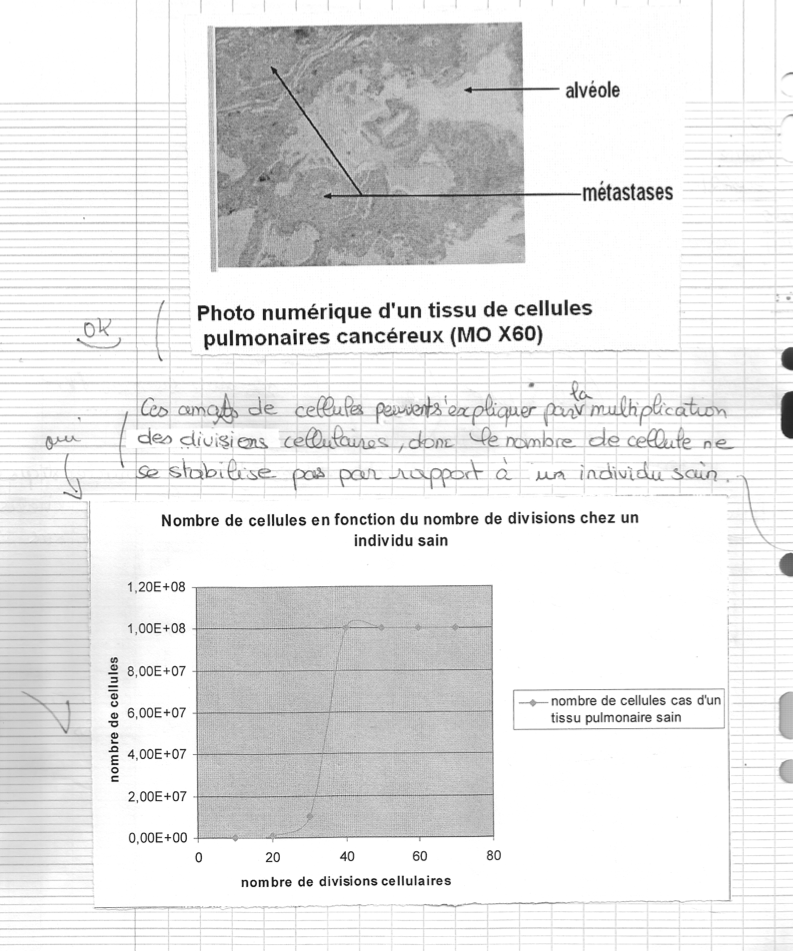 alvéole
métastases
Photo numérique d'un tissu de cellules
pulmonaires cancéreux (MO X60)
OK
Ces amats de cellules peuvent s'expliquer par la multiplication
oui
des divisions cellulaires, donc le nombre de cellule ne
se stabilise pas par rapport à un individu sain.
Nombre de cellules en fonction du nombre de divisions chez un
individu sain
1,20E+08
1,00E+08
8,00E+07
6,00E+07
4,00E+07
2,00E+07
0,00E+00
nombre de cellules
0 20 40 60 80
nombre de divisions cellulaires
nombre de cellules cas d'un
tissu pulmonaire sain